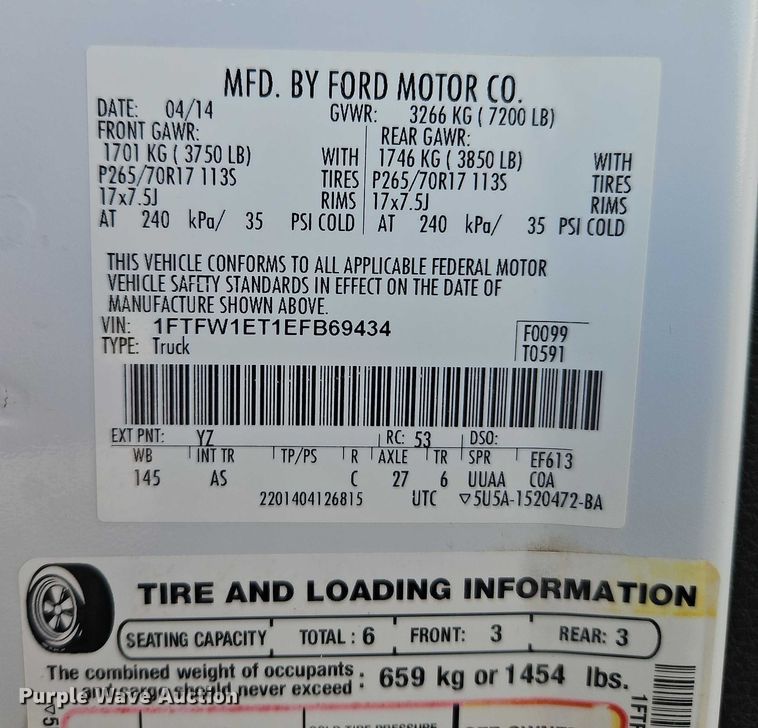 MFD. BY FORD MOTOR CO.
DATE: 04/14 GVWR: 3266 KG ( 7200 LB)
FRONT GAWR: REAR GAWR:
1701 KG ( 3750 LB) WITH 1746 KG ( 3850 LB) WITH
P265/70R17 113S TIRES P265/70R17 113S TIRES
17x7.5J RIMS 17x7.5J RIMS
AT 240 kPa/ 35 PSI COLD AT 240 kPa/ 35 PSI COLD
THIS VEHICLE CONFORMS TO ALL APPLICABLE FEDERAL MOTOR
VEHICLE SAFETY STANDARDS IN EFFECT ON THE DATE OF
MANUFACTURE SHOWN ABOVE.
VIN: 1FTFW1ET1EFB69434 F0099
TYPE: Truck T0591
EXT PNT: YZ RC: 53 DSO:
WB INT TR TP/PS R AXLE TR SPR EF613
145 AS C 27 6 UUAA COA
2201404126815 UTC ▽5U5A-1520472-BA
TIRE AND LOADING INFORMATION
SEATING CAPACITY TOTAL : 6 FRONT: 3 REAR: 3
The combined weight of occupants
and cargo should never exceed : 659 kg or 1454 lbs.
Purple Wave Auction